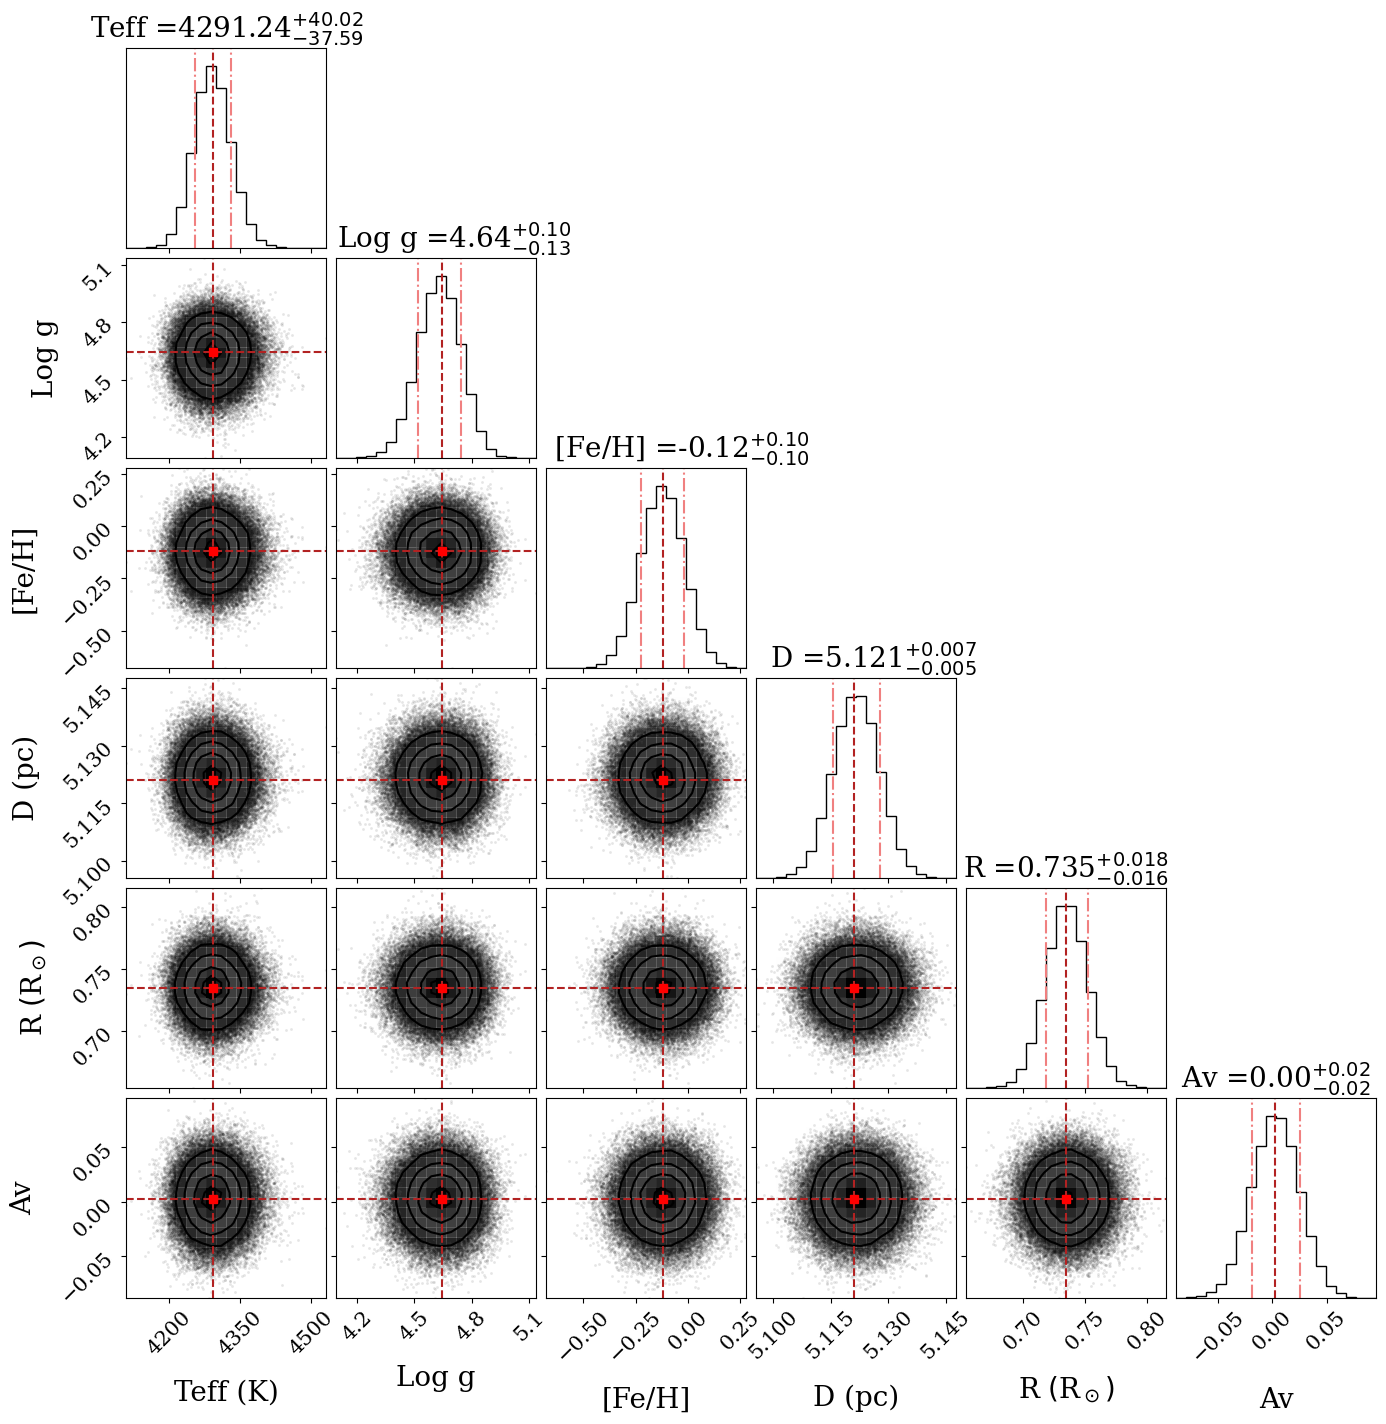 Teff =4291.24$^{+40.02}_{-37.59}$
Log g =4.64$^{+0.10}_{-0.13}$
5.1
4.8
4.5
4.2
Log g
[Fe/H] =-0.12$^{+0.10}_{-0.10}$
0.25
0.00
−0.25
−0.50
[Fe/H]
D =5.121$^{+0.007}_{-0.005}$
5.145
5.130
5.115
5.100
D (pc)
R =0.735$^{+0.018}_{-0.016}$
0.80
0.75
0.70
R (R$_\odot$)
Av =0.00$^{+0.02}_{-0.02}$
0.05
0.00
−0.05
Av
4200 4350 4500
4.2 4.5 4.8 5.1
−0.50 −0.25 0.00 0.25
5.100 5.115 5.130 5.145
0.70 0.75 0.80
−0.05 0.00 0.05
Teff (K)
Log g
[Fe/H]
D (pc)
R (R$_\odot$)
Av